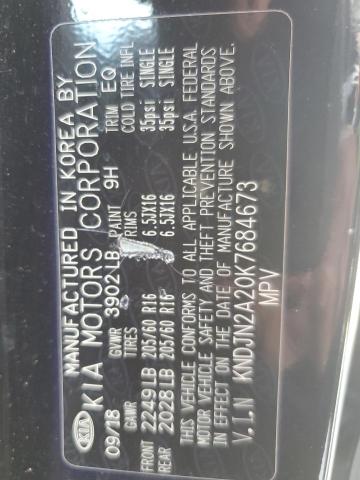 MANUFACTURED IN KOREA BY
KIA KIA MOTORS CORPORATION
09/18 GVWR 3902LB PAINT 9H TRIM EQ
GAWR TIRES RIMS COLD TIRE INFL
FRONT 2249LB 205/60 R16 6.5JX16 35psi SINGLE
REAR 2028LB 205/60 R16 6.5JX16 35psi SINGLE
THIS VEHICLE CONFORMS TO ALL APPLICABLE U.S.A. FEDERAL
MOTOR VEHICLE SAFETY AND THEFT PREVENTION STANDARDS
IN EFFECT ON THE DATE OF MANUFACTURE SHOWN ABOVE.
V.I.N KNDJN2A20K7684673
MPV